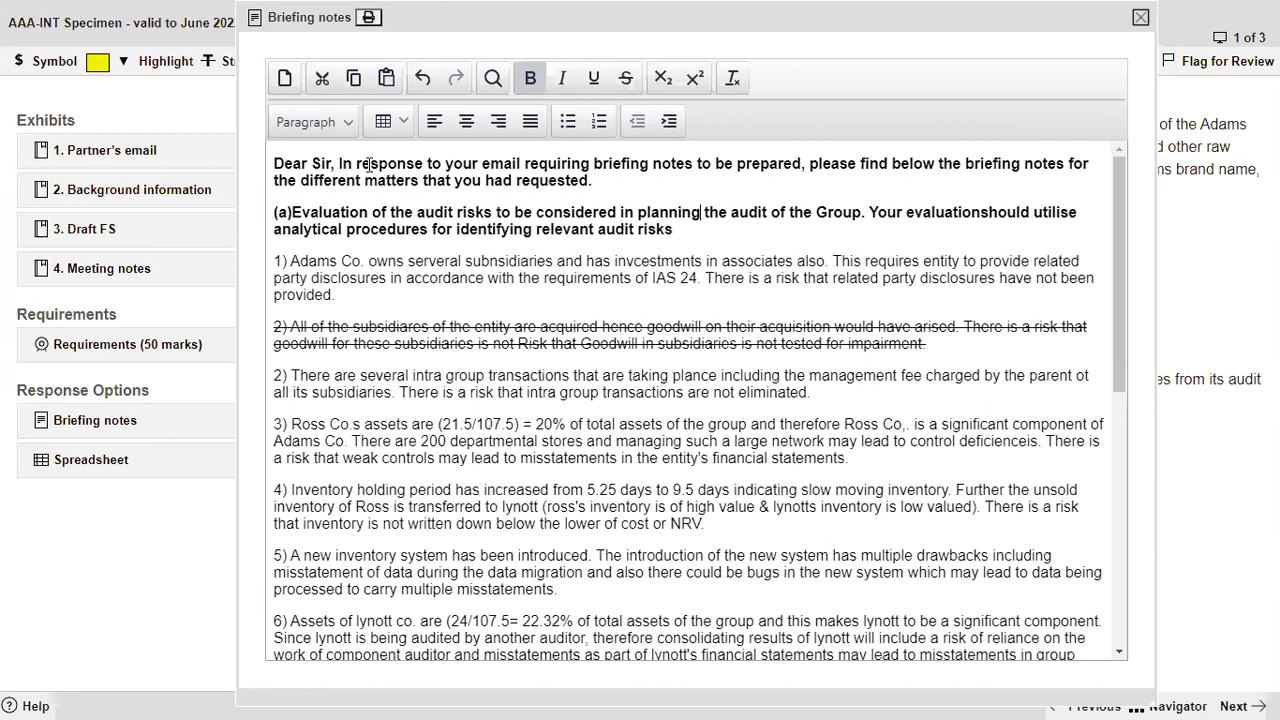 AAA-INT Specimen - valid to June 202
Briefing notes
1 of 3
$ Symbol
Highlight
T St
Flag for Review
Exhibits
1. Partner's email
2. Background information
3. Draft FS
4. Meeting notes
Requirements
Requirements (50 marks)
Response Options
Briefing notes
Spreadsheet
B I U S X₂ X² Tx
Paragraph
Dear Sir, In response to your email requiring briefing notes to be prepared, please find below the briefing notes for
the different matters that you had requested.
(a)Evaluation of the audit risks to be considered in planning the audit of the Group. Your evaluationshould utilise
analytical procedures for identifying relevant audit risks
1) Adams Co. owns serveral subnsidiaries and has invcestments in associates also. This requires entity to provide related
party disclosures in accordance with the requirements of IAS 24. There is a risk that related party disclosures have not been
provided.
2) All of the subsidiares of the entity are acquired hence goodwill on their acquisition would have arised. There is a risk that
goodwill for these subsidiaries is not Risk that Goodwill in subsidiaries is not tested for impairment.
2) There are several intra group transactions that are taking plance including the management fee charged by the parent ot
all its subsidiaries. There is a risk that intra group transactions are not eliminated.
3) Ross Co.s assets are (21.5/107.5) = 20% of total assets of the group and therefore Ross Co,. is a significant component of
Adams Co. There are 200 departmental stores and managing such a large network may lead to control deficienceis. There is
a risk that weak controls may lead to misstatements in the entity's financial statements.
4) Inventory holding period has increased from 5.25 days to 9.5 days indicating slow moving inventory. Further the unsold
inventory of Ross is transferred to lynott (ross's inventory is of high value & lynotts inventory is low valued). There is a risk
that inventory is not written down below the lower of cost or NRV.
5) A new inventory system has been introduced. The introduction of the new system has multiple drawbacks including
misstatement of data during the data migration and also there could be bugs in the new system which may lead to data being
processed to carry multiple misstatements.
6) Assets of lynott co. are (24/107.5= 22.32% of total assets of the group and this makes lynott to be a significant component.
Since lynott is being audited by another auditor, therefore consolidating results of lynott will include a risk of reliance on the
work of component auditor and misstatements as part of lynott's financial statements may lead to misstatements in group
of the Adams
d other raw
ms brand name,
es from its audit
Help
Previous
Navigator
Next